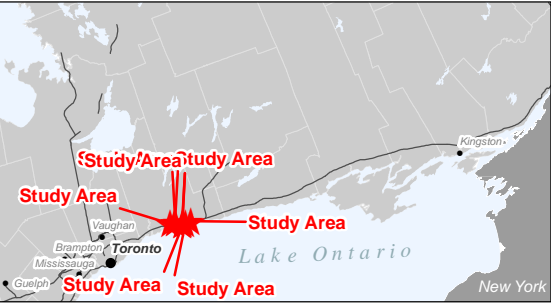 Kingston
Study Area
Study Area
Study Area
Study Area
Vaughan
Brampton
Toronto
Lake Ontario
Mississauga
Guelph
Study Area
Study Area
New York